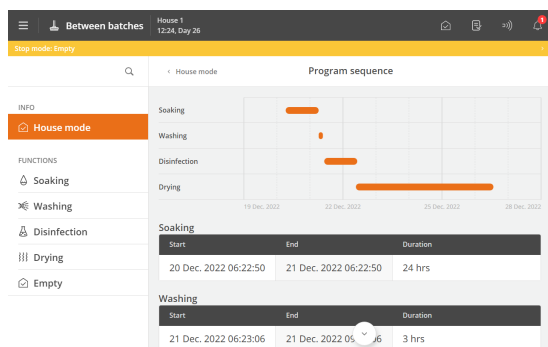 Between batches
House 1
12:24, Day 26
1
Stop mode: Empty
House mode
Program sequence
INFO
House mode
FUNCTIONS
Soaking
Washing
Disinfection
Drying
Empty
Soaking
Washing
Disinfection
Drying
19 Dec, 2022 22 Dec, 2022 25 Dec, 2022 28 Dec, 2022
Soaking
Start End Duration
20 Dec. 2022 06:22:50 21 Dec. 2022 06:22:50 24 hrs
Washing
Start End Duration
21 Dec. 2022 06:23:06 21 Dec. 2022 3 hrs